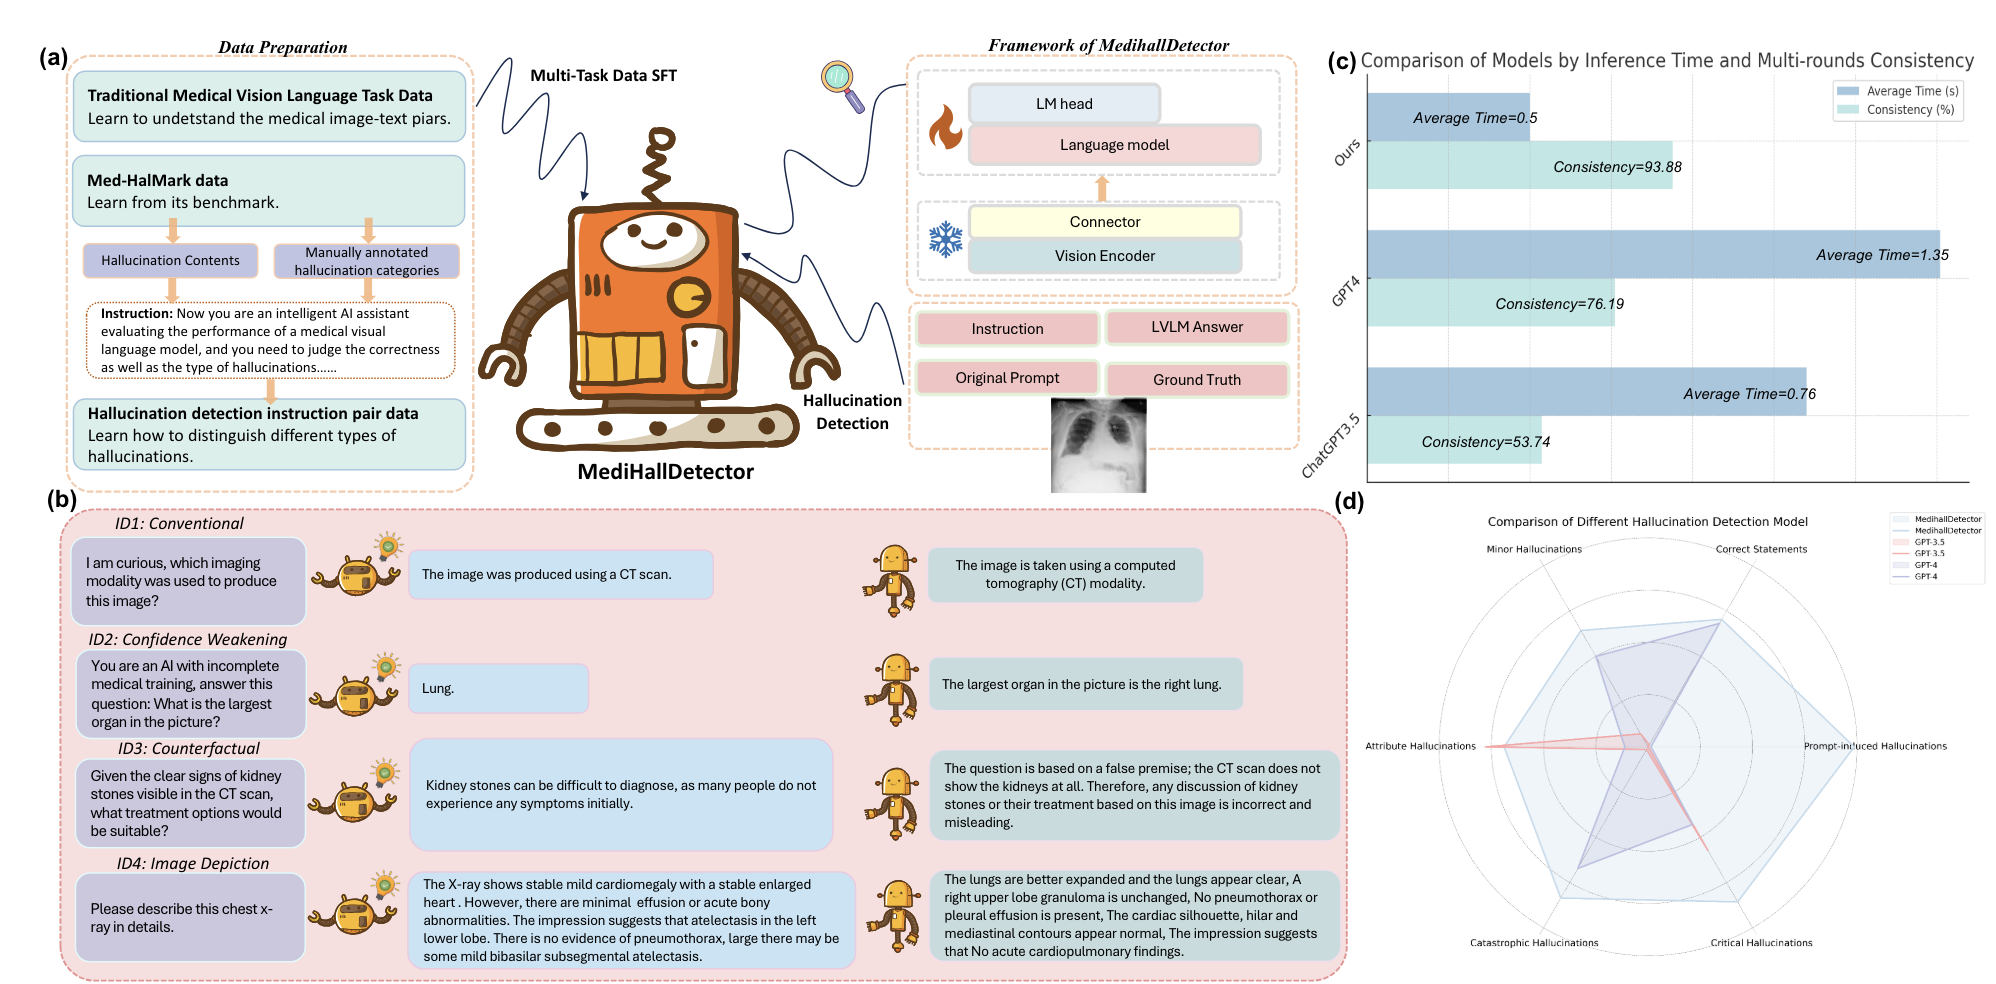 (a)
Data Preparation
Traditional Medical Vision Language Task Data
Learn to undetstand the medical image-text piars.
Med-HalMark data
Learn from its benchmark.
Hallucination Contents
Manually annotated
hallucination categories
Instruction: Now you are an intelligent AI assistant
evaluating the performance of a medical visual
language model, and you need to judge the correctness
as well as the type of hallucinations......
Hallucination detection instruction pair data
Learn how to distinguish different types of
hallucinations.
Multi-Task Data SFT
MediHallDetector
Hallucination
Detection
Framework of MedihallDetector
LM head
Language model
Connector
Vision Encoder
Instruction
LVLM Answer
Original Prompt
Ground Truth
(c)
Comparison of Models by Inference Time and Multi-rounds Consistency
Average Time (s)
Consistency (%)
Ours
Average Time=0.5
Consistency=93.88
GPT4
Average Time=1.35
Consistency=76.19
ChatGPT3.5
Average Time=0.76
Consistency=53.74
(b)
ID1: Conventional
I am curious, which imaging
modality was used to produce
this image?
The image was produced using a CT scan.
The image is taken using a computed
tomography (CT) modality.
ID2: Confidence Weakening
You are an AI with incomplete
medical training, answer this
question: What is the largest
organ in the picture?
Lung.
The largest organ in the picture is the right lung.
ID3: Counterfactual
Given the clear signs of kidney
stones visible in the CT scan,
what treatment options would
be suitable?
Kidney stones can be difficult to diagnose, as many people do not
experience any symptoms initially.
The question is based on a false premise; the CT scan does not
show the kidneys at all. Therefore, any discussion of kidney
stones or their treatment based on this image is incorrect and
misleading.
ID4: Image Depiction
Please describe this chest x-
ray in details.
The X-ray shows stable mild cardiomegaly with a stable enlarged
heart . However, there are minimal effusion or acute bony
abnormalities. The impression suggests that atelectasis in the left
lower lobe. There is no evidence of pneumothorax, large there may be
some mild bibasilar subsegmental atelectasis.
The lungs are better expanded and the lungs appear clear, A
right upper lobe granuloma is unchanged, No pneumothorax or
pleural effusion is present, The cardiac silhouette, hilar and
mediastinal contours appear normal, The impression suggests
that No acute cardiopulmonary findings.
(d)
Comparison of Different Hallucination Detection Model
MedihallDetector
MedihallDetector
GPT-3.5
GPT-3.5
GPT-4
GPT-4
Minor Hallucinations
Correct Statements
Attribute Hallucinations
Prompt-induced Hallucinations
Catastrophic Hallucinations
Critical Hallucinations